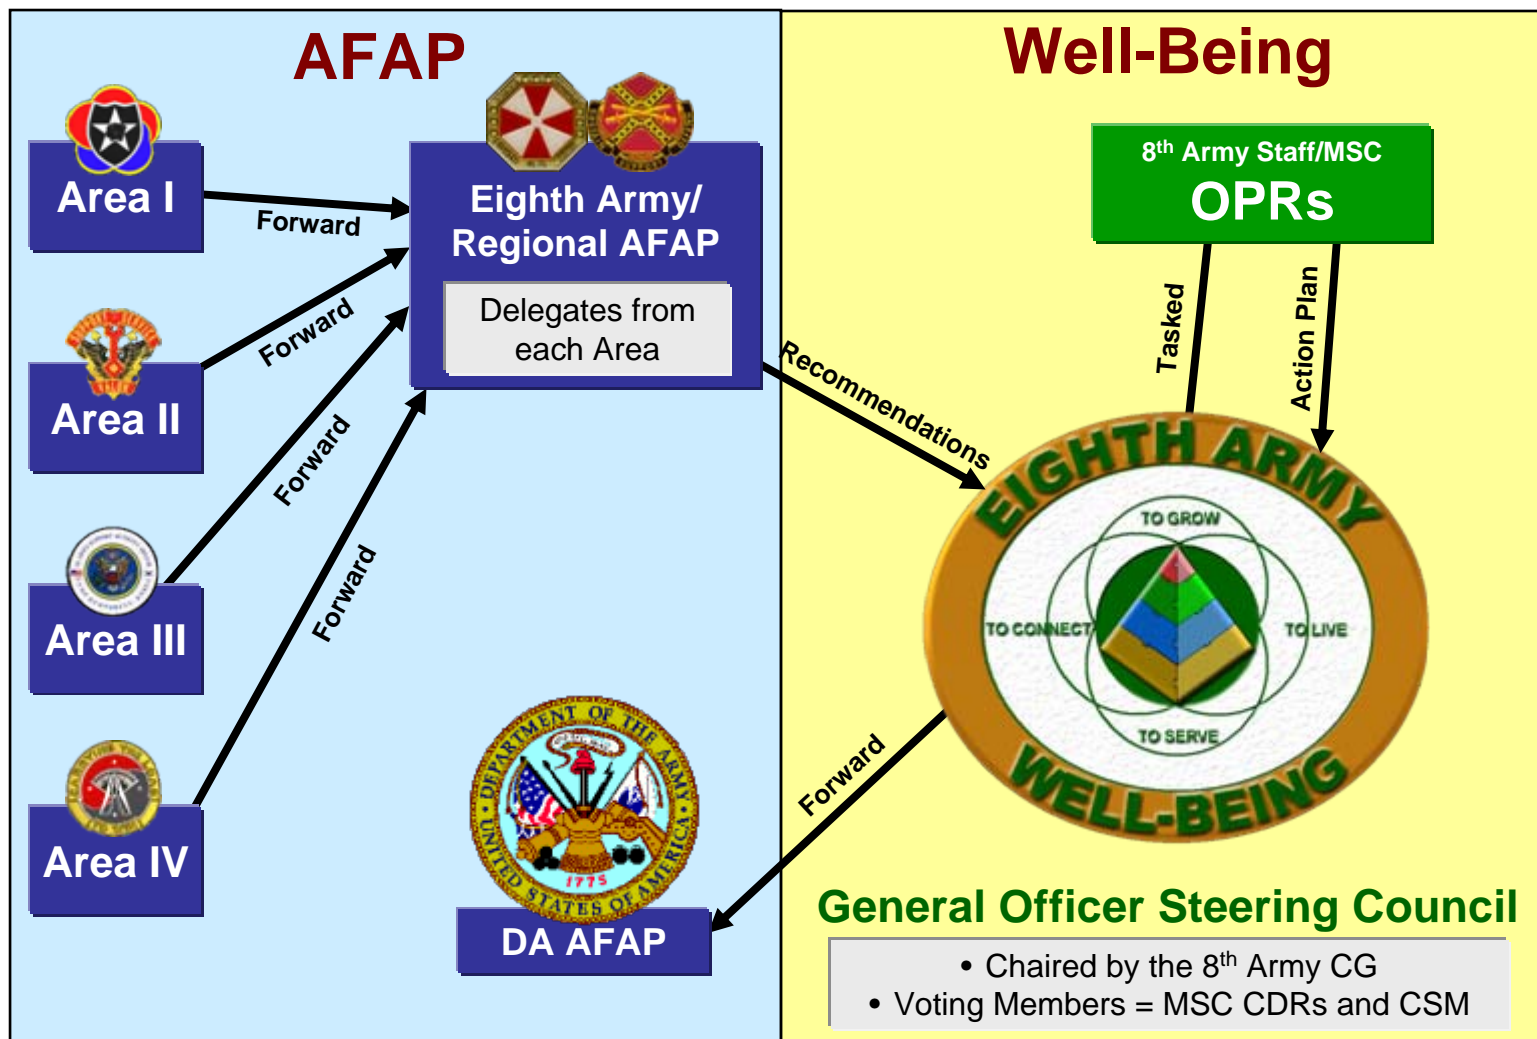 AFAP
Well-Being
Area I
Forward
Eighth Army/
Regional AFAP
Delegates from
each Area
8th Army Staff/MSC
OPRs
Area II
Forward
Recommendations
Tasked
Action Plan
Area III
Forward
Area IV
Forward
EIGHTH ARMY
TO GROW
TO CONNECT
TO LIVE
TO SERVE
WELL-BEING
Forward
DEPARTMENT OF THE ARMY
UNITED STATES OF AMERICA
1775
DA AFAP
General Officer Steering Council
• Chaired by the 8th Army CG
• Voting Members = MSC CDRs and CSM